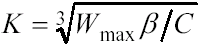 K = ∛(W_max β/C)